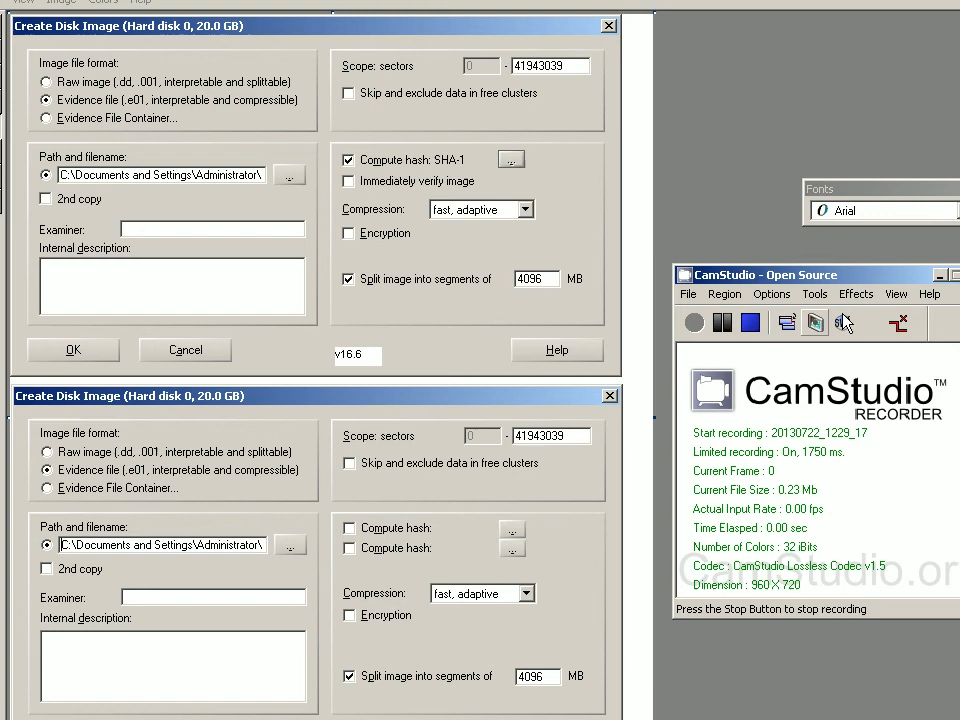 View Image Colors Help
Create Disk Image (Hard disk 0, 20.0 GB)
Image file format:
Raw image (.dd, .001, interpretable and splittable)
Evidence file (.e01, interpretable and compressible)
Evidence File Container...
Scope: sectors 0 - 41943039
Skip and exclude data in free clusters
Path and filename:
C:\Documents and Settings\Administrator\
...
2nd copy
Examiner:
Internal description:
Compute hash: SHA-1 ...
Immediately verify image
Compression: fast, adaptive
Encryption
Split image into segments of 4096 MB
OK Cancel v16.6 Help
Create Disk Image (Hard disk 0, 20.0 GB)
Image file format:
Raw image (.dd, .001, interpretable and splittable)
Evidence file (.e01, interpretable and compressible)
Evidence File Container...
Scope: sectors 0 - 41943039
Skip and exclude data in free clusters
Path and filename:
C:\Documents and Settings\Administrator\
...
2nd copy
Examiner:
Internal description:
Compute hash: ...
Compute hash: ...
Compression: fast, adaptive
Encryption
Split image into segments of 4096 MB
Fonts
Arial
CamStudio - Open Source
File Region Options Tools Effects View Help
CamStudio™
RECORDER
Start recording : 20130722_1229_17
Limited recording : On, 1750 ms.
Current Frame : 0
Current File Size : 0.23 Mb
Actual Input Rate : 0.00 fps
Time Elasped : 0.00 sec
Number of Colors : 32 iBits
Codec : CamStudio Lossless Codec v1.5
Dimension : 960 X 720
CamStudio.or
Press the Stop Button to stop recording